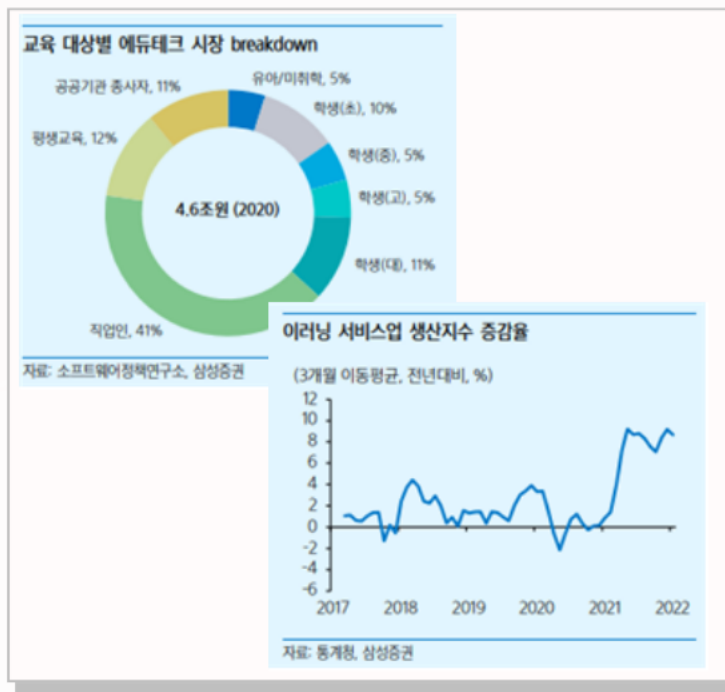 교육 대상별 에듀테크 시장 breakdown
공공기관 종사자, 11%
유아/미취학, 5%
학생(초), 10%
평생교육, 12%
학생(중), 5%
4.6조원 (2020)
학생(고), 5%
학생(대), 11%
직업인, 41%
자료: 소프트웨어정책연구소, 삼성증권
이러닝 서비스업 생산지수 증감율
(3개월 이동평균, 전년대비, %)
12
10
8
6
4
2
0
-2
-4
-6
2017 2018 2019 2020 2021 2022
자료: 통계청, 삼성증권